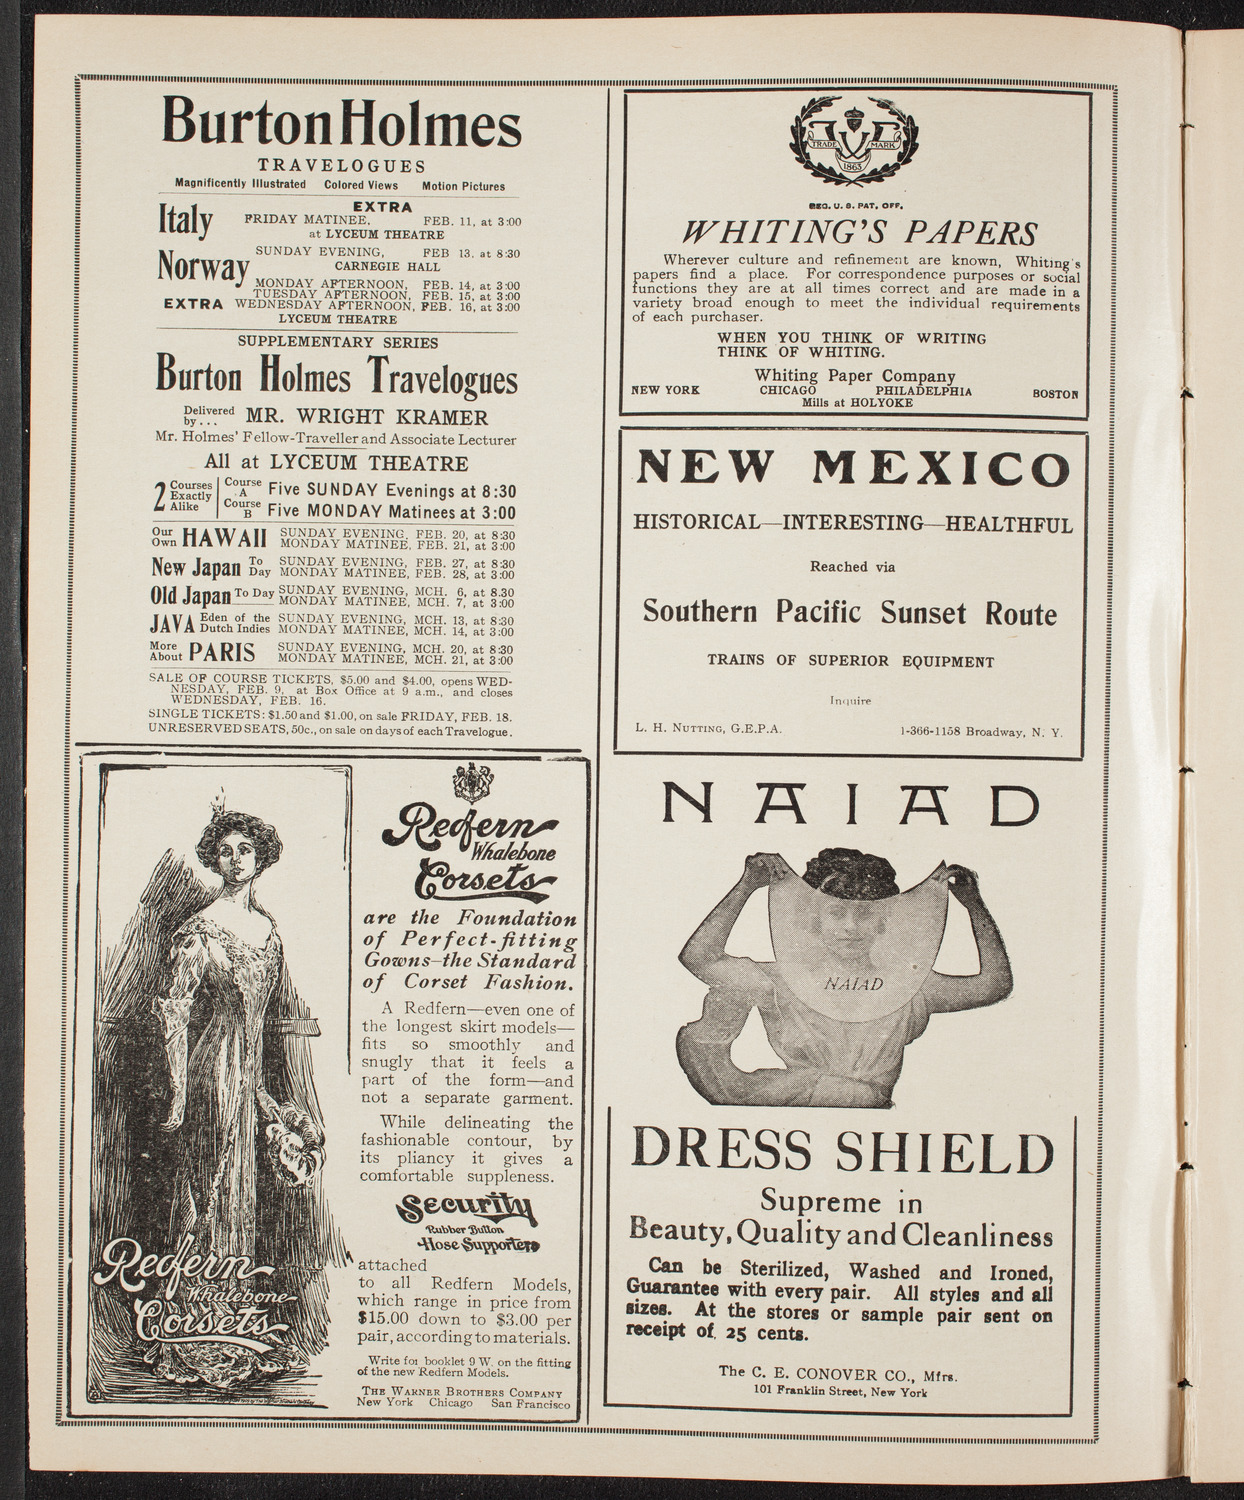 Burton Holmes
TRAVELOGUES
Magnificently Illustrated Colored Views Motion Pictures
EXTRA
Italy FRIDAY MATINEE, FEB. 11, at 3:00
at LYCEUM THEATRE
Norway SUNDAY EVENING, FEB 13. at 8:30
CARNEGIE HALL
MONDAY AFTERNOON, FEB. 14, at 3:00
TUESDAY AFTERNOON, FEB. 15, at 3:00
EXTRA WEDNESDAY AFTERNOON, FEB. 16, at 3:00
LYCEUM THEATRE
SUPPLEMENTARY SERIES
Burton Holmes Travelogues
Delivered by... MR. WRIGHT KRAMER
Mr. Holmes' Fellow-Traveller and Associate Lecturer
All at LYCEUM THEATRE
2 Courses Exactly Alike
Course A Five SUNDAY Evenings at 8:30
Course B Five MONDAY Matinees at 3:00
Our Own HAWAII SUNDAY EVENING, FEB. 20, at 8:30
MONDAY MATINEE, FEB. 21, at 3:00
New Japan To Day SUNDAY EVENING, FEB. 27, at 8:30
MONDAY MATINEE, FEB. 28, at 3:00
Old Japan To Day SUNDAY EVENING, MCH. 6, at 8.30
MONDAY MATINEE, MCH. 7, at 3:00
JAVA Eden of the Dutch Indies SUNDAY EVENING, MCH. 13, at 8:30
MONDAY MATINEE, MCH. 14, at 3:00
More About PARIS SUNDAY EVENING, MCH. 20, at 8:30
MONDAY MATINEE, MCH. 21, at 3:00
SALE OF COURSE TICKETS, $5.00 and $4.00, opens WED-
NESDAY, FEB. 9, at Box Office at 9 a.m., and closes
WEDNESDAY, FEB. 16.
SINGLE TICKETS: $1.50 and $1.00, on sale FRIDAY, FEB. 18.
UNRESERVED SEATS, 50c., on sale on days of each Travelogue.
Redfern
Whalebone
Corsets
are the Foundation
of Perfect-fitting
Gowns—the Standard
of Corset Fashion.
A Redfern—even one of
the longest skirt models—
fits so smoothly and
snugly that it feels a
part of the form—and
not a separate garment.
While delineating the
fashionable contour, by
its pliancy it gives a
comfortable suppleness.
Security
Rubber Button
Hose Supporters
attached
to all Redfern Models,
which range in price from
$15.00 down to $3.00 per
pair, according to materials.
Write for booklet 9 W. on the fitting
of the new Redfern Models.
THE WARNER BROTHERS COMPANY
New York Chicago San Francisco
Redfern
Whalebone
Corsets
TRADE MARK
1863
REG. U. S. PAT. OFF.
WHITING'S PAPERS
Wherever culture and refinement are known, Whiting's
papers find a place. For correspondence purposes or social
functions they are at all times correct and are made in a
variety broad enough to meet the individual requirements
of each purchaser.
WHEN YOU THINK OF WRITING
THINK OF WHITING.
Whiting Paper Company
NEW YORK CHICAGO PHILADELPHIA BOSTON
Mills at HOLYOKE
NEW MEXICO
HISTORICAL—INTERESTING—HEALTHFUL
Reached via
Southern Pacific Sunset Route
TRAINS OF SUPERIOR EQUIPMENT
Inquire
L. H. NUTTING, G.E.P.A. 1-366-1158 Broadway, N. Y.
NAIAD
NAIAD
DRESS SHIELD
Supreme in
Beauty, Quality and Cleanliness
Can be Sterilized, Washed and Ironed,
Guarantee with every pair. All styles and all
sizes. At the stores or sample pair sent on
receipt of 25 cents.
The C. E. CONOVER CO., Mfrs.
101 Franklin Street, New York